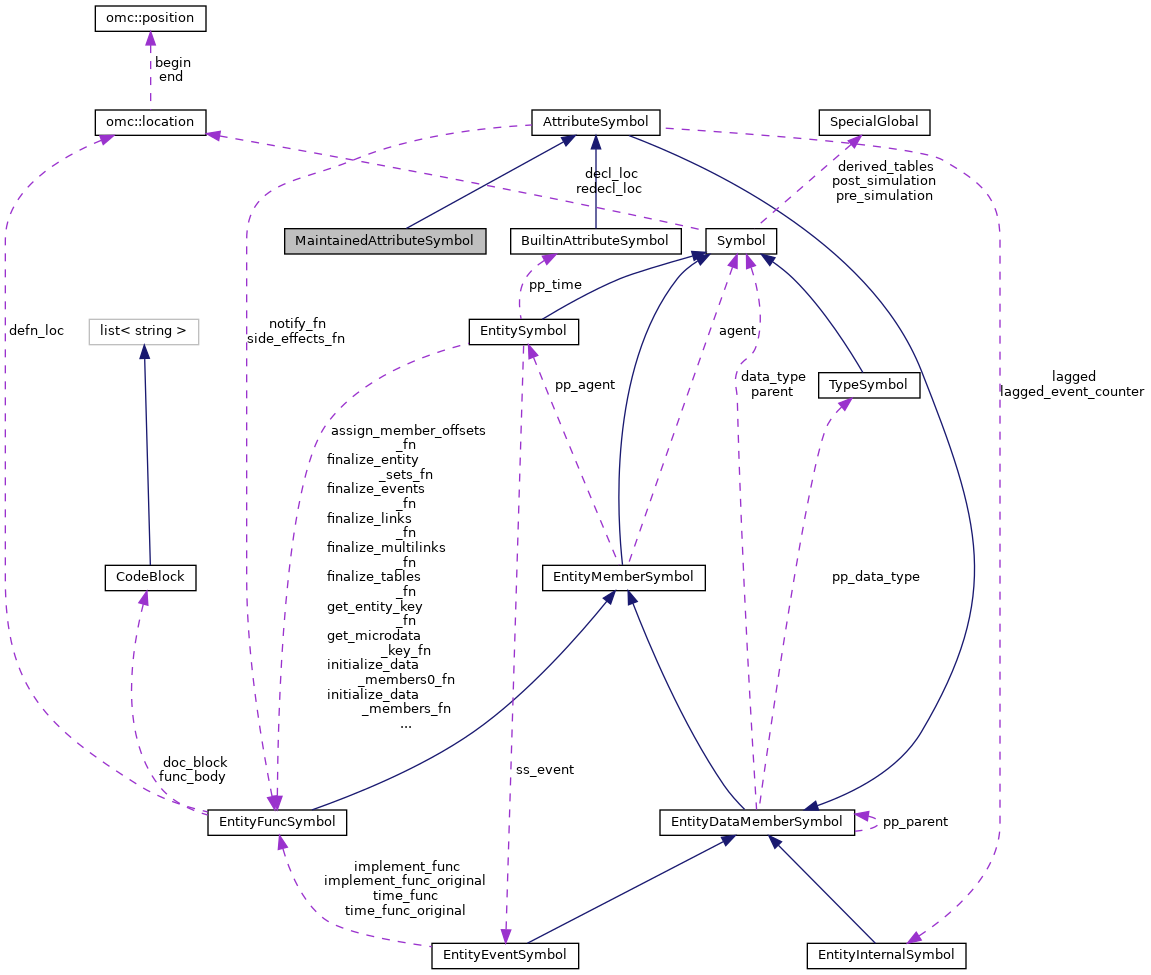 omc::position
begin
end
omc::location
AttributeSymbol
SpecialGlobal
derived_tables
post_simulation
pre_simulation
decl_loc
redecl_loc
MaintainedAttributeSymbol
BuiltinAttributeSymbol
Symbol
pp_time
defn_loc
list< string >
notify_fn
side_effects_fn
EntitySymbol
agent
pp_agent
data_type
parent
TypeSymbol
lagged
lagged_event_counter
assign_member_offsets
_fn
finalize_entity
_sets_fn
finalize_events
_fn
finalize_links
_fn
finalize_multilinks
_fn
finalize_tables
_fn
get_entity_key
_fn
get_microdata
_key_fn
initialize_data
_members0_fn
initialize_data
_members_fn
...
CodeBlock
EntityMemberSymbol
pp_data_type
doc_block
func_body
ss_event
EntityFuncSymbol
EntityDataMemberSymbol
pp_parent
implement_func
implement_func_original
time_func
time_func_original
EntityEventSymbol
EntityInternalSymbol